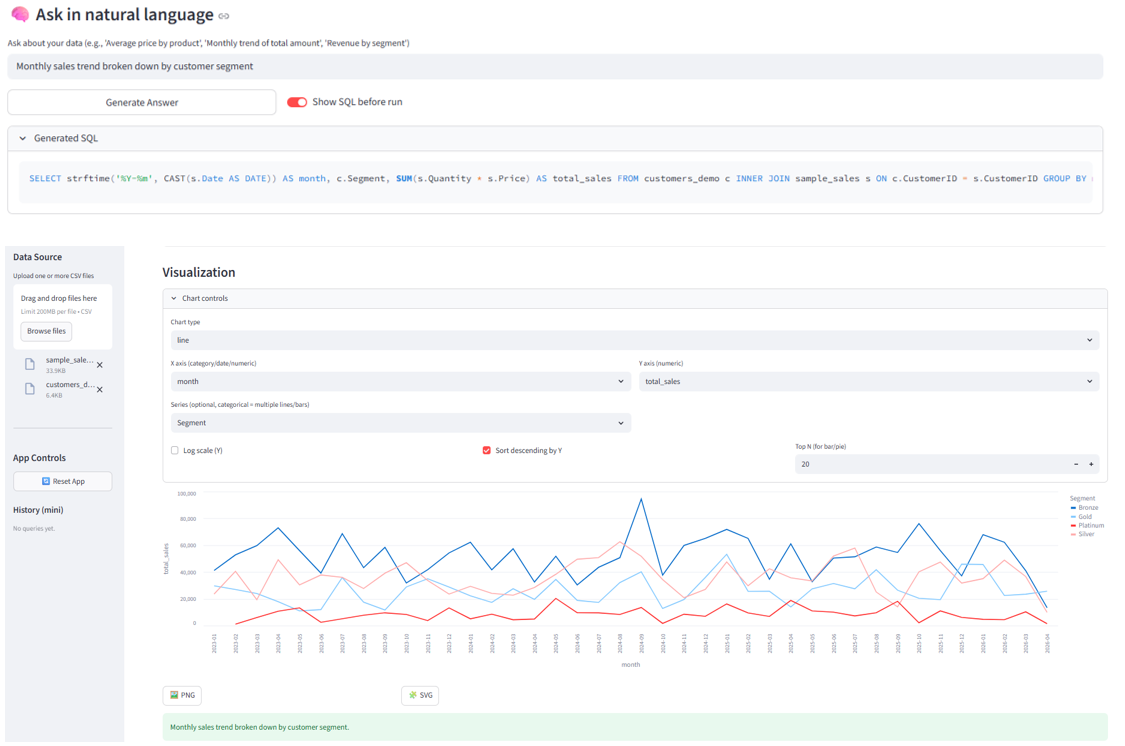 Ask in natural language
Ask about your data (e.g., 'Average price by product', 'Monthly trend of total amount', 'Revenue by segment')
Monthly sales trend broken down by customer segment
Generate Answer
Show SQL before run
Generated SQL
SELECT strftime('%Y-%m', CAST(s.Date AS DATE)) AS month, c.Segment, SUM(s.Quantity * s.Price) AS total_sales FROM customers_demo c INNER JOIN sample_sales s ON c.CustomerID = s.CustomerID GROUP BY
Data Source
Upload one or more CSV files
Drag and drop files here
Limit 200MB per file • CSV
Browse files
sample_sale...
33.9KB
customers_d...
6.4KB
App Controls
Reset App
History (mini)
No queries yet.
Visualization
Chart controls
Chart type
line
X axis (category/date/numeric)
Y axis (numeric)
month
total_sales
Series (optional, categorical = multiple lines/bars)
Segment
Log scale (Y)
Sort descending by Y
Top N (for bar/pie)
20
100,000
80,000
60,000
40,000
20,000
0
total_sales
2023-01
2023-02
2023-03
2023-04
2023-05
2023-06
2023-07
2023-08
2023-09
2023-10
2023-11
2023-12
2024-01
2024-02
2024-03
2024-04
2024-05
2024-06
2024-07
2024-08
2024-09
2024-10
2024-11
2024-12
2025-01
2025-02
2025-03
2025-04
2025-05
2025-06
2025-07
2025-08
2025-09
2025-10
2025-11
2025-12
2026-01
2026-02
2026-03
2026-04
month
Segment
Bronze
Gold
Platinum
Silver
PNG
SVG
Monthly sales trend broken down by customer segment.